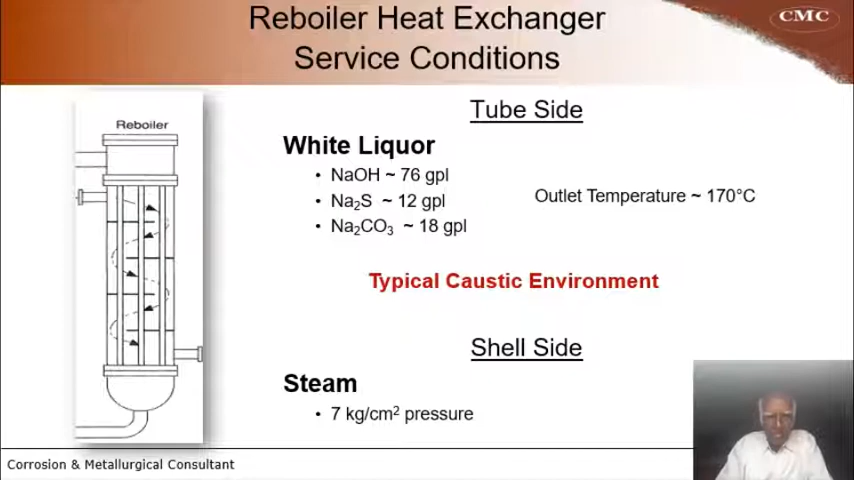 Reboiler Heat Exchanger
Service Conditions
CMC
Reboiler
Tube Side
White Liquor
• NaOH ~ 76 gpl
• Na₂S ~ 12 gpl
• Na₂CO₃ ~ 18 gpl
Outlet Temperature ~ 170°C
Typical Caustic Environment
Shell Side
Steam
• 7 kg/cm² pressure
Corrosion & Metallurgical Consultant